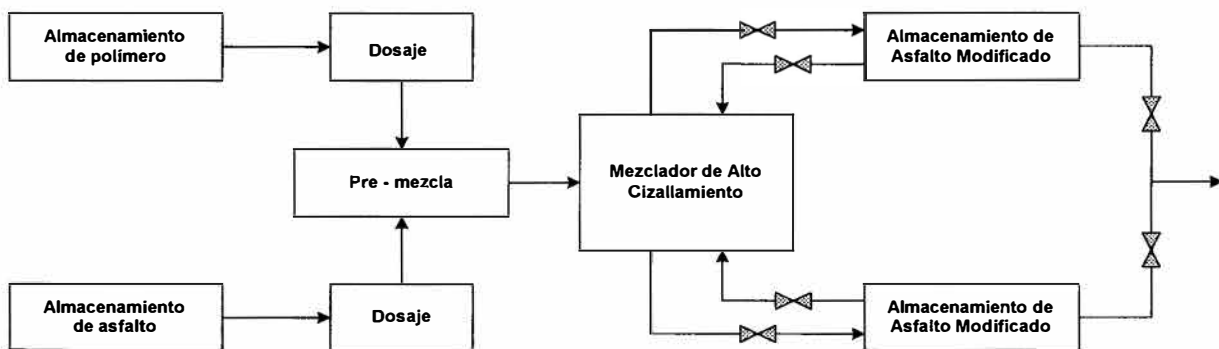 Almacenamiento
de polímero
Dosaje
Almacenamiento de
Asfalto Modificado
Pre - mezcla
Mezclador de Alto
Cizallamiento
Almacenamiento
de asfalto
Dosaje
Almacenamiento de
Asfalto Modificado